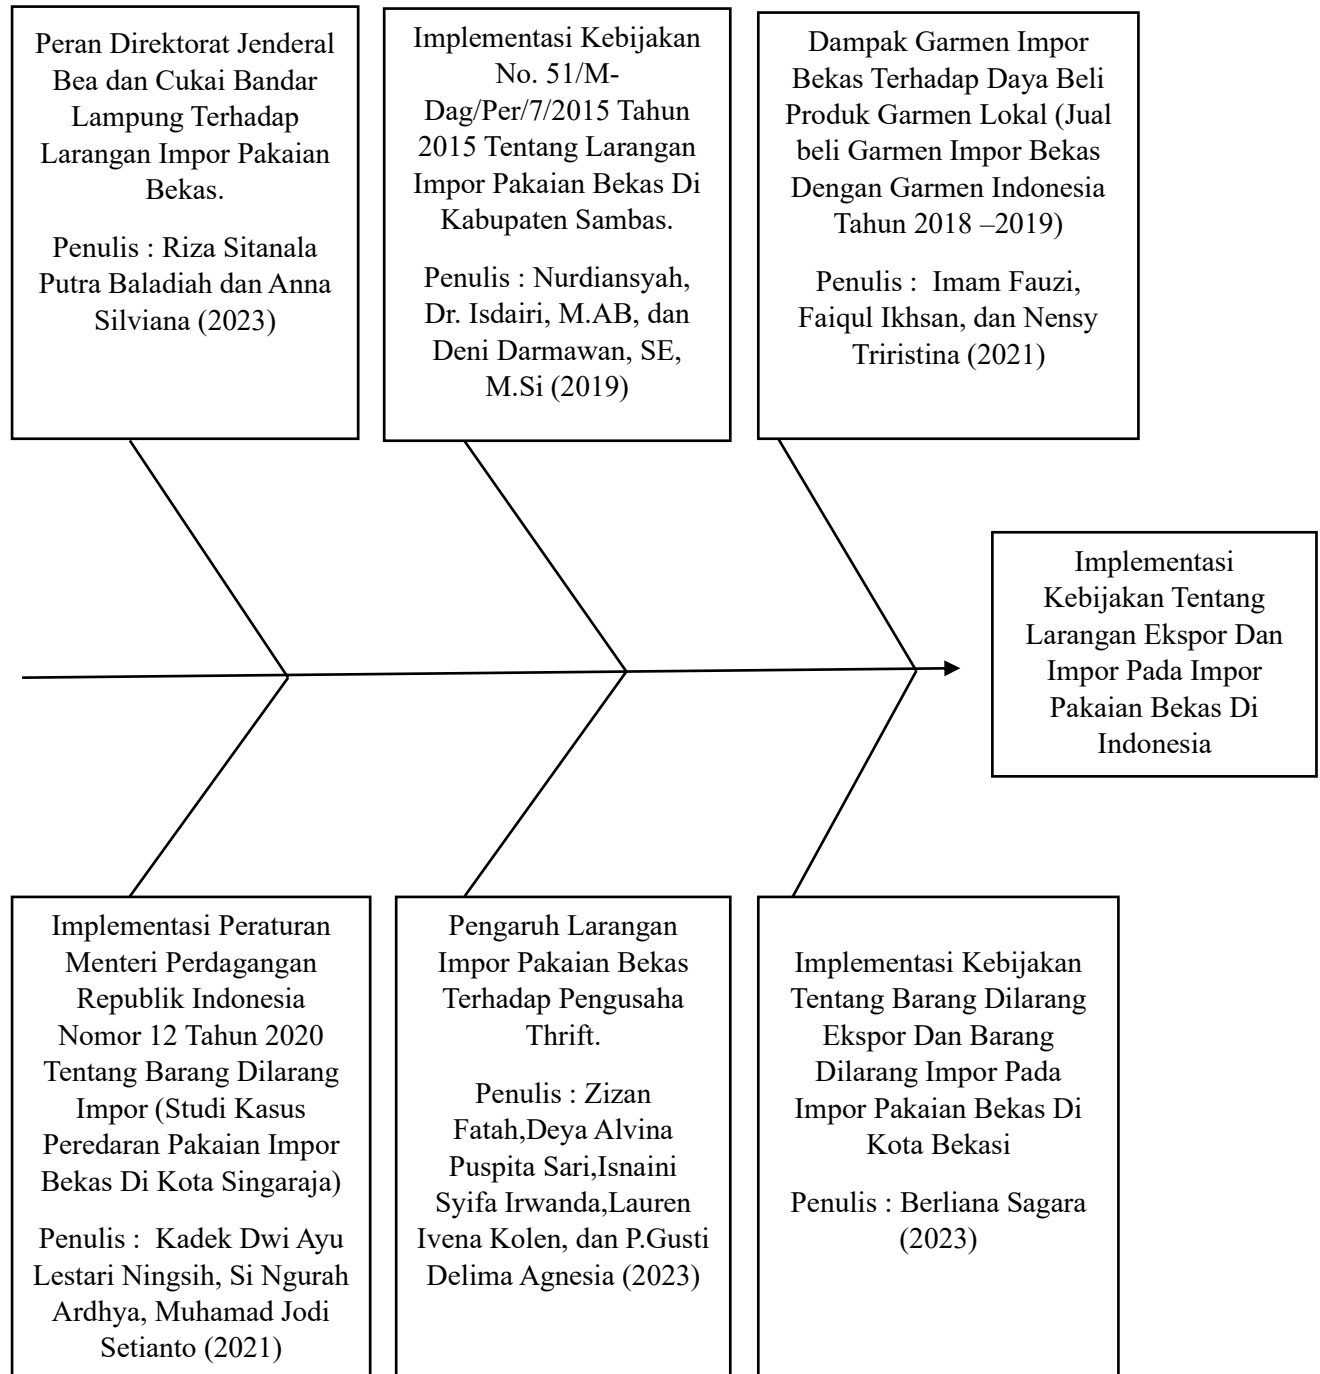 Peran Direktorat Jenderal
Bea dan Cukai Bandar
Lampung Terhadap
Larangan Impor Pakaian
Bekas.
Penulis : Riza Sitanala
Putra Baladiah dan Anna
Silviana (2023)
Implementasi Kebijakan
No. 51/M-
Dag/Per/7/2015 Tahun
2015 Tentang Larangan
Impor Pakaian Bekas Di
Kabupaten Sambas.
Penulis : Nurdiansyah,
Dr. Isdairi, M.AB, dan
Deni Darmawan, SE,
M.Si (2019)
Dampak Garmen Impor
Bekas Terhadap Daya Beli
Produk Garmen Lokal (Jual
beli Garmen Impor Bekas
Dengan Garmen Indonesia
Tahun 2018 –2019)
Penulis : Imam Fauzi,
Faiqul Ikhsan, dan Nensy
Triristina (2021)
Implementasi
Kebijakan Tentang
Larangan Ekspor Dan
Impor Pada Impor
Pakaian Bekas Di
Indonesia
Implementasi Peraturan
Menteri Perdagangan
Republik Indonesia
Nomor 12 Tahun 2020
Tentang Barang Dilarang
Impor (Studi Kasus
Peredaran Pakaian Impor
Bekas Di Kota Singaraja)
Penulis : Kadek Dwi Ayu
Lestari Ningsih, Si Ngurah
Ardhya, Muhamad Jodi
Setianto (2021)
Pengaruh Larangan
Impor Pakaian Bekas
Terhadap Pengusaha
Thrift.
Penulis : Zizan
Fatah,Deya Alvina
Puspita Sari,Isnaini
Syifa Irwanda,Lauren
Ivena Kolen, dan P.Gusti
Delima Agnesia (2023)
Implementasi Kebijakan
Tentang Barang Dilarang
Ekspor Dan Barang
Dilarang Impor Pada
Impor Pakaian Bekas Di
Kota Bekasi
Penulis : Berliana Sagara
(2023)